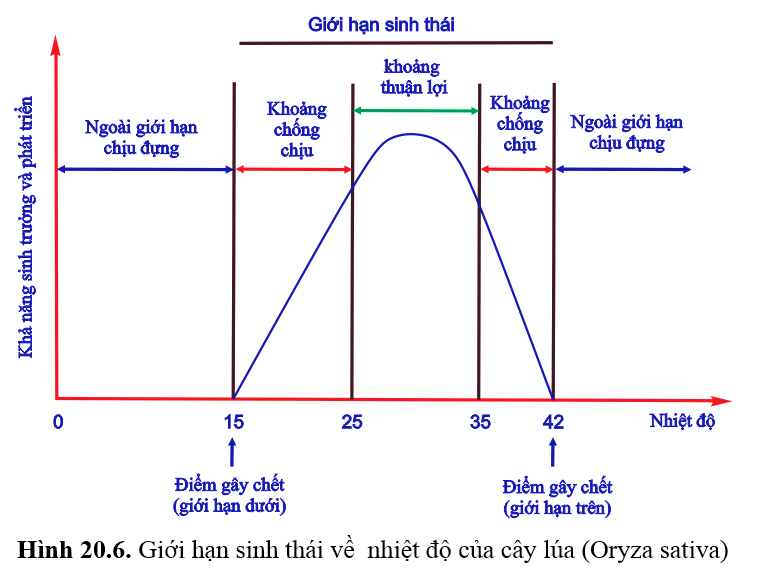 Giới hạn sinh thái
khoảng
thuận lợi
Khoảng
chống
chịu
Khoảng
chống
chịu
Ngoài giới hạn
chịu đựng
Ngoài giới hạn
chịu đựng
Khả năng sinh trưởng và phát triển
0 15 25 35 42 Nhiệt độ
Điểm gây chết
(giới hạn dưới)
Điểm gây chết
(giới hạn trên)
Hình 20.6. Giới hạn sinh thái về nhiệt độ của cây lúa (Oryza sativa)